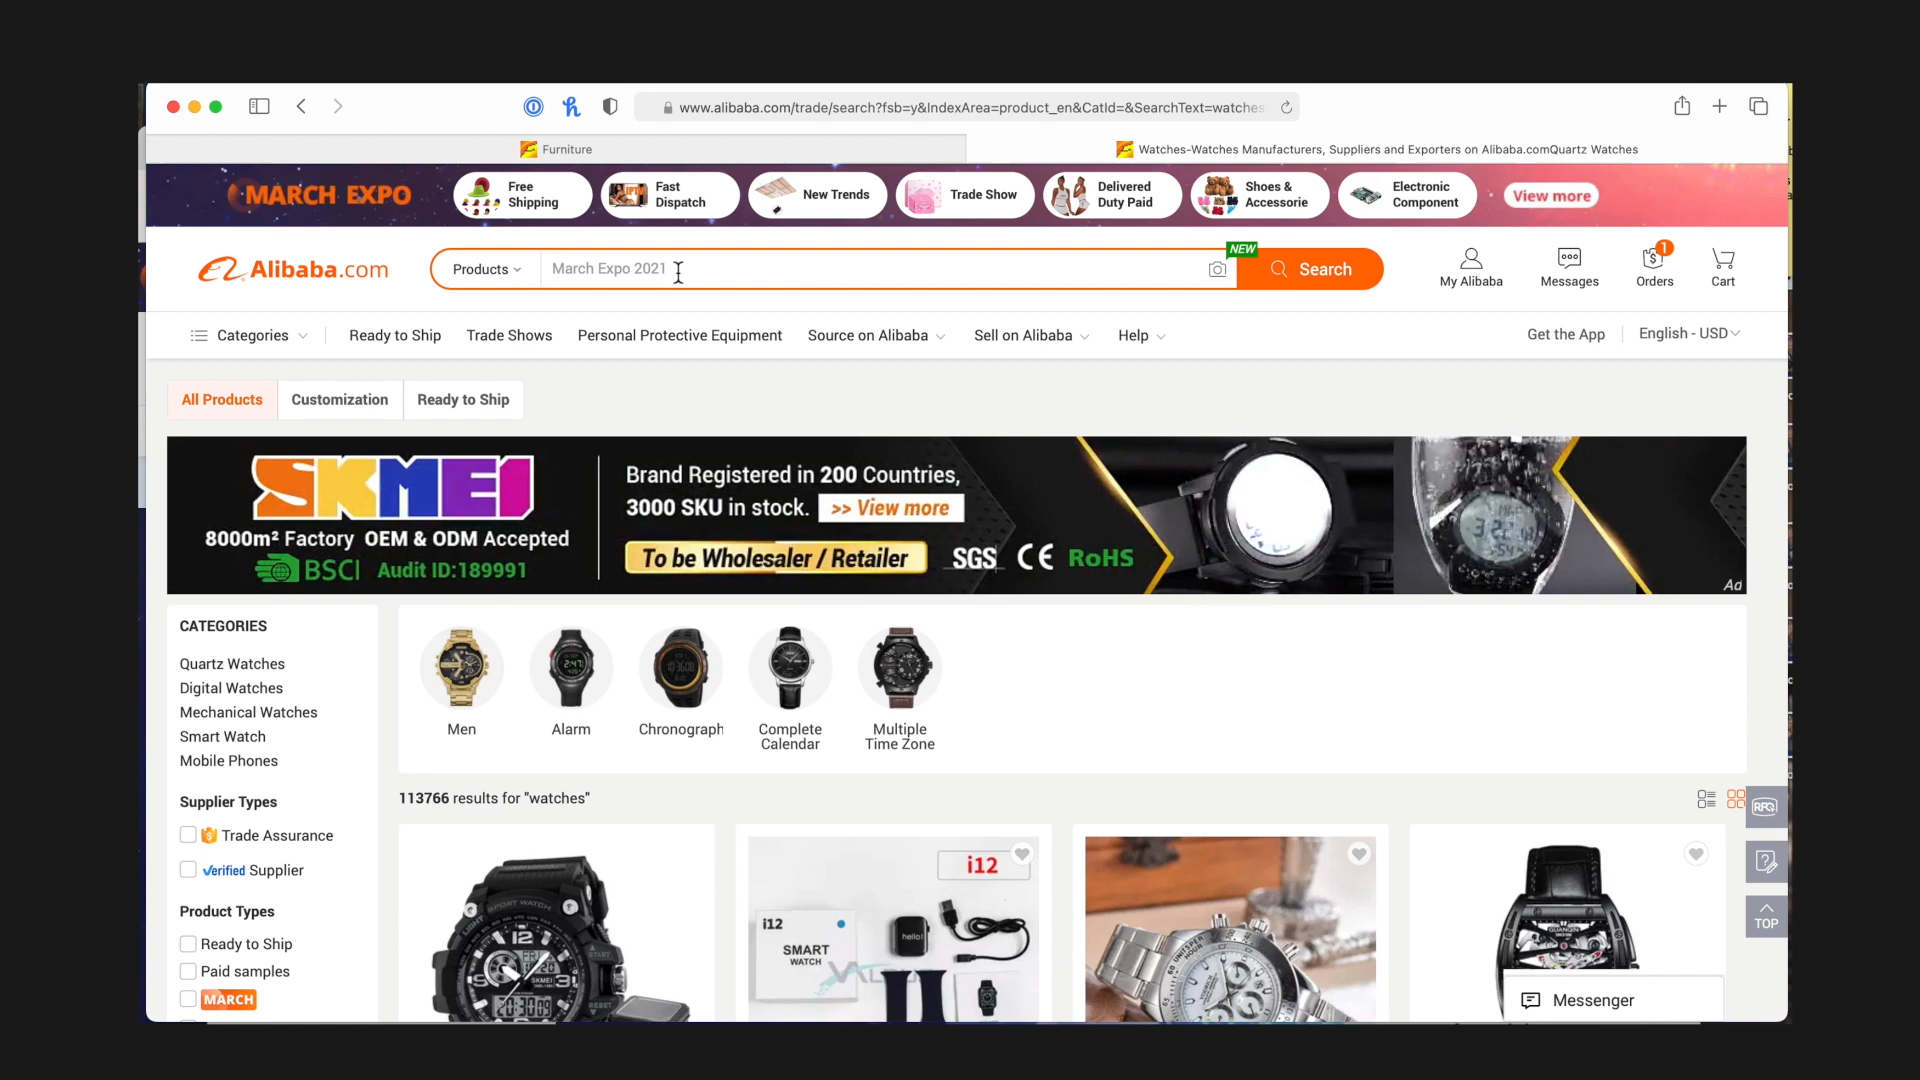 www.alibaba.com/trade/search?fsb=y&IndexArea=product_en&CatId=&SearchText=watches
Furniture
Watches-Watches Manufacturers, Suppliers and Exporters on Alibaba.comQuartz Watches
MARCH EXPO
Free Shipping
Fast Dispatch
New Trends
Trade Show
Delivered Duty Paid
Shoes & Accessorie
Electronic Component
View more
Alibaba.com
Products
March Expo 2021
NEW
Search
My Alibaba
Messages
1
Orders
Cart
Categories
Ready to Ship
Trade Shows
Personal Protective Equipment
Source on Alibaba
Sell on Alibaba
Help
Get the App
English - USD
All Products
Customization
Ready to Ship
SKMEI
8000m² Factory OEM & ODM Accepted
BSCI Audit ID:189991
Brand Registered in 200 Countries,
3000 SKU in stock. >> View more
To be Wholesaler / Retailer SGS CE RoHS
Ad
CATEGORIES
Quartz Watches
Digital Watches
Mechanical Watches
Smart Watch
Mobile Phones
Supplier Types
Trade Assurance
Verified Supplier
Product Types
Ready to Ship
Paid samples
MARCH
Men
Alarm
Chronograph
Complete Calendar
Multiple Time Zone
113766 results for "watches"
RFQ
TOP
SPORT WATCH
SKMEI
i12
i12
SMART
WATCH
hello!
GUANQIN
Messenger